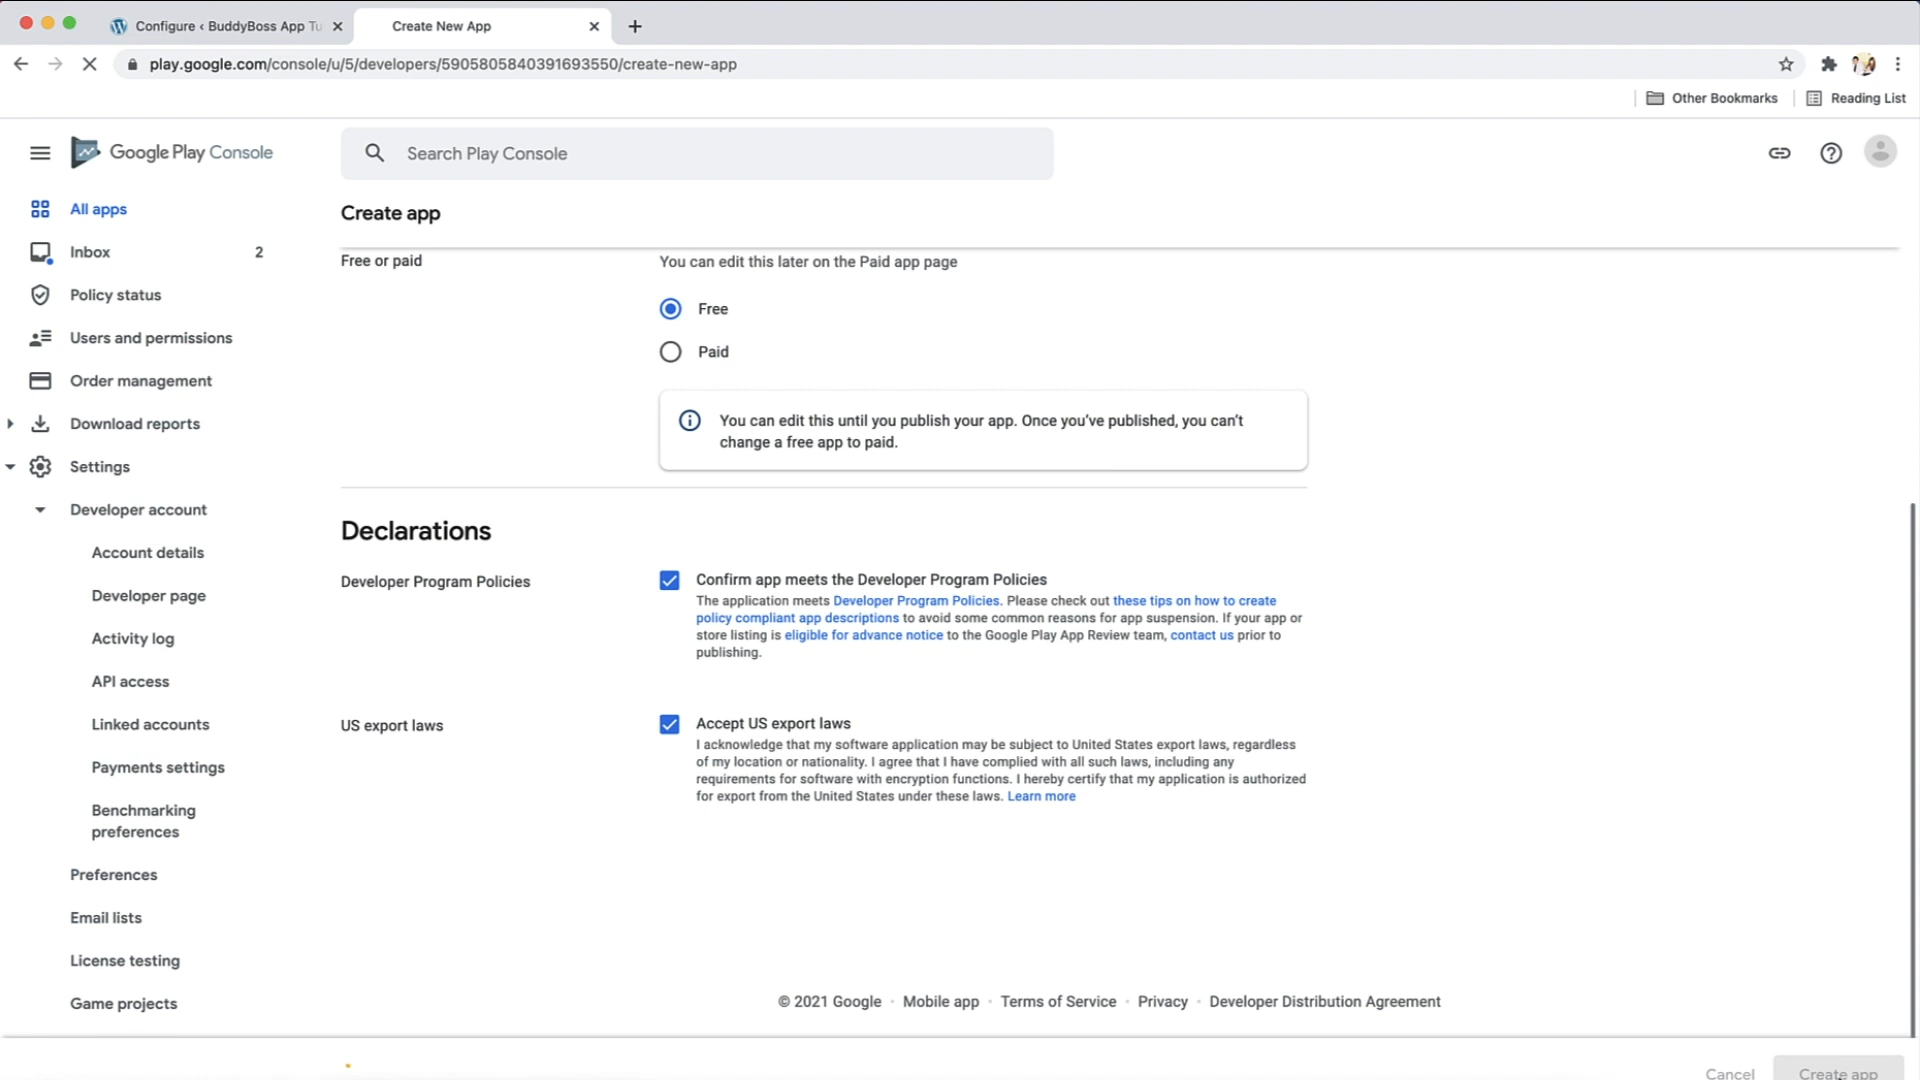 Configure ‹ BuddyBoss App Tu
Create New App
play.google.com/console/u/5/developers/5905805840391693550/create-new-app
Other Bookmarks
Reading List
Google Play Console
Search Play Console
All apps
Inbox 2
Policy status
Users and permissions
Order management
Download reports
Settings
Developer account
Account details
Developer page
Activity log
API access
Linked accounts
Payments settings
Benchmarking
preferences
Preferences
Email lists
License testing
Game projects
Create app
Free or paid
You can edit this later on the Paid app page
Free
Paid
You can edit this until you publish your app. Once you've published, you can't
change a free app to paid.
Declarations
Developer Program Policies
Confirm app meets the Developer Program Policies
The application meets Developer Program Policies. Please check out these tips on how to create
policy compliant app descriptions to avoid some common reasons for app suspension. If your app or
store listing is eligible for advance notice to the Google Play App Review team, contact us prior to
publishing.
US export laws
Accept US export laws
I acknowledge that my software application may be subject to United States export laws, regardless
of my location or nationality. I agree that I have complied with all such laws, including any
requirements for software with encryption functions. I hereby certify that my application is authorized
for export from the United States under these laws. Learn more
© 2021 Google · Mobile app · Terms of Service · Privacy · Developer Distribution Agreement
Cancel
Create app